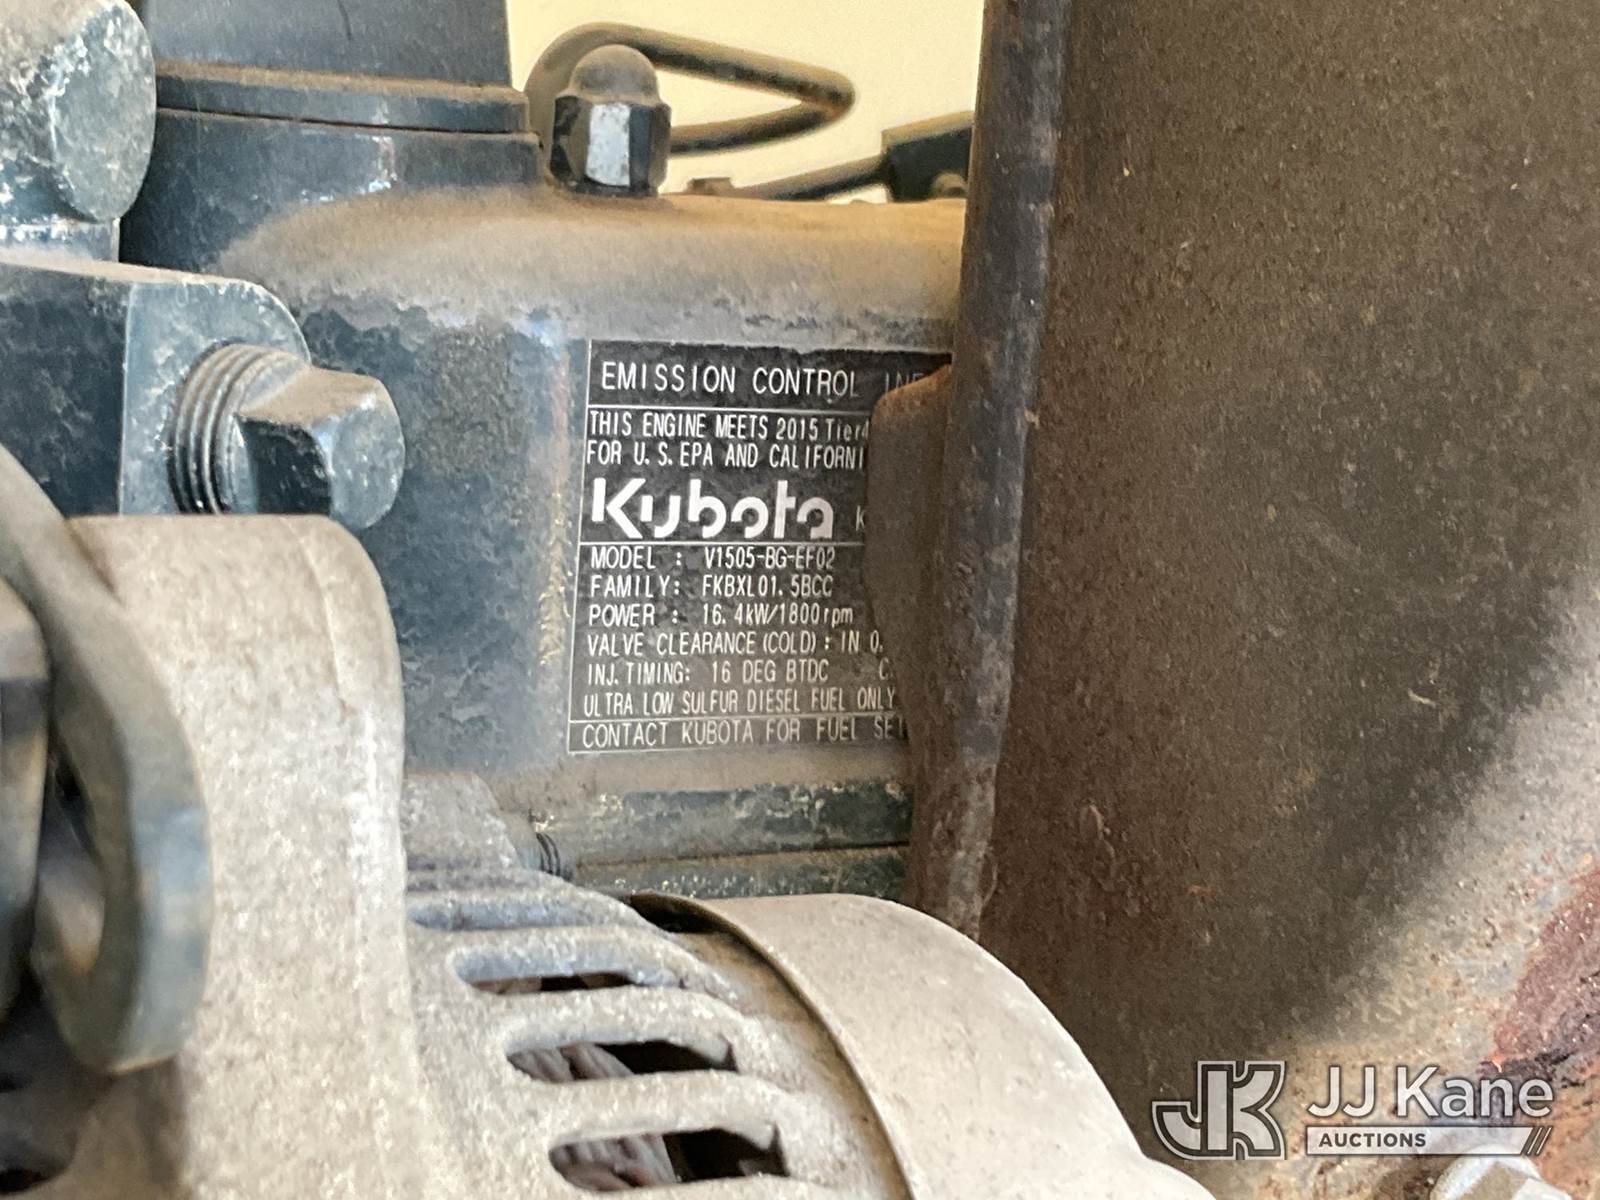 EMISSION CONTROL
THIS ENGINE MEETS 2015 Tier4
FOR U.S.EPA AND
Kubota
MODEL : V1505-BG-EF02
FAMILY: FKBXL01.5BCC
POWER : 16.4kW/1800rpm
VALVE CLEARANCE(COLD): IN 0.
INJ.TIMING: 16 DEG BTDC
ULTRA LOW SULFUR DIESEL FUEL ONLY
CONTACT KUBOTA FOR FUEL
JK JJ Kane
AUCTIONS